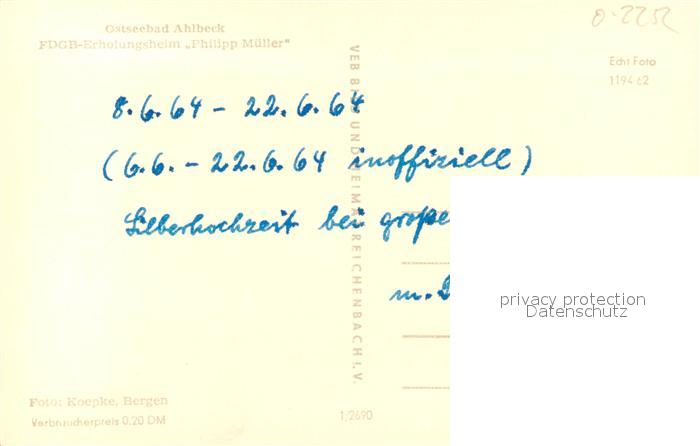 Ostseebad Ahlbeck
FDGB-Erholungsheim „Philipp Müller"
0-2252
Echt Foto
1194 62
8.6.64 - 22.6.64
(6.6. - 22.6.64 inoffiziell)
Silberhochzeit bei große
m.
VEB BILD UND HEIMAT REICHENBACH I. V.
privacy protection
Datenschutz
Foto: Koepke, Bergen
Verbraucherpreis 0,20 DM
1/2690